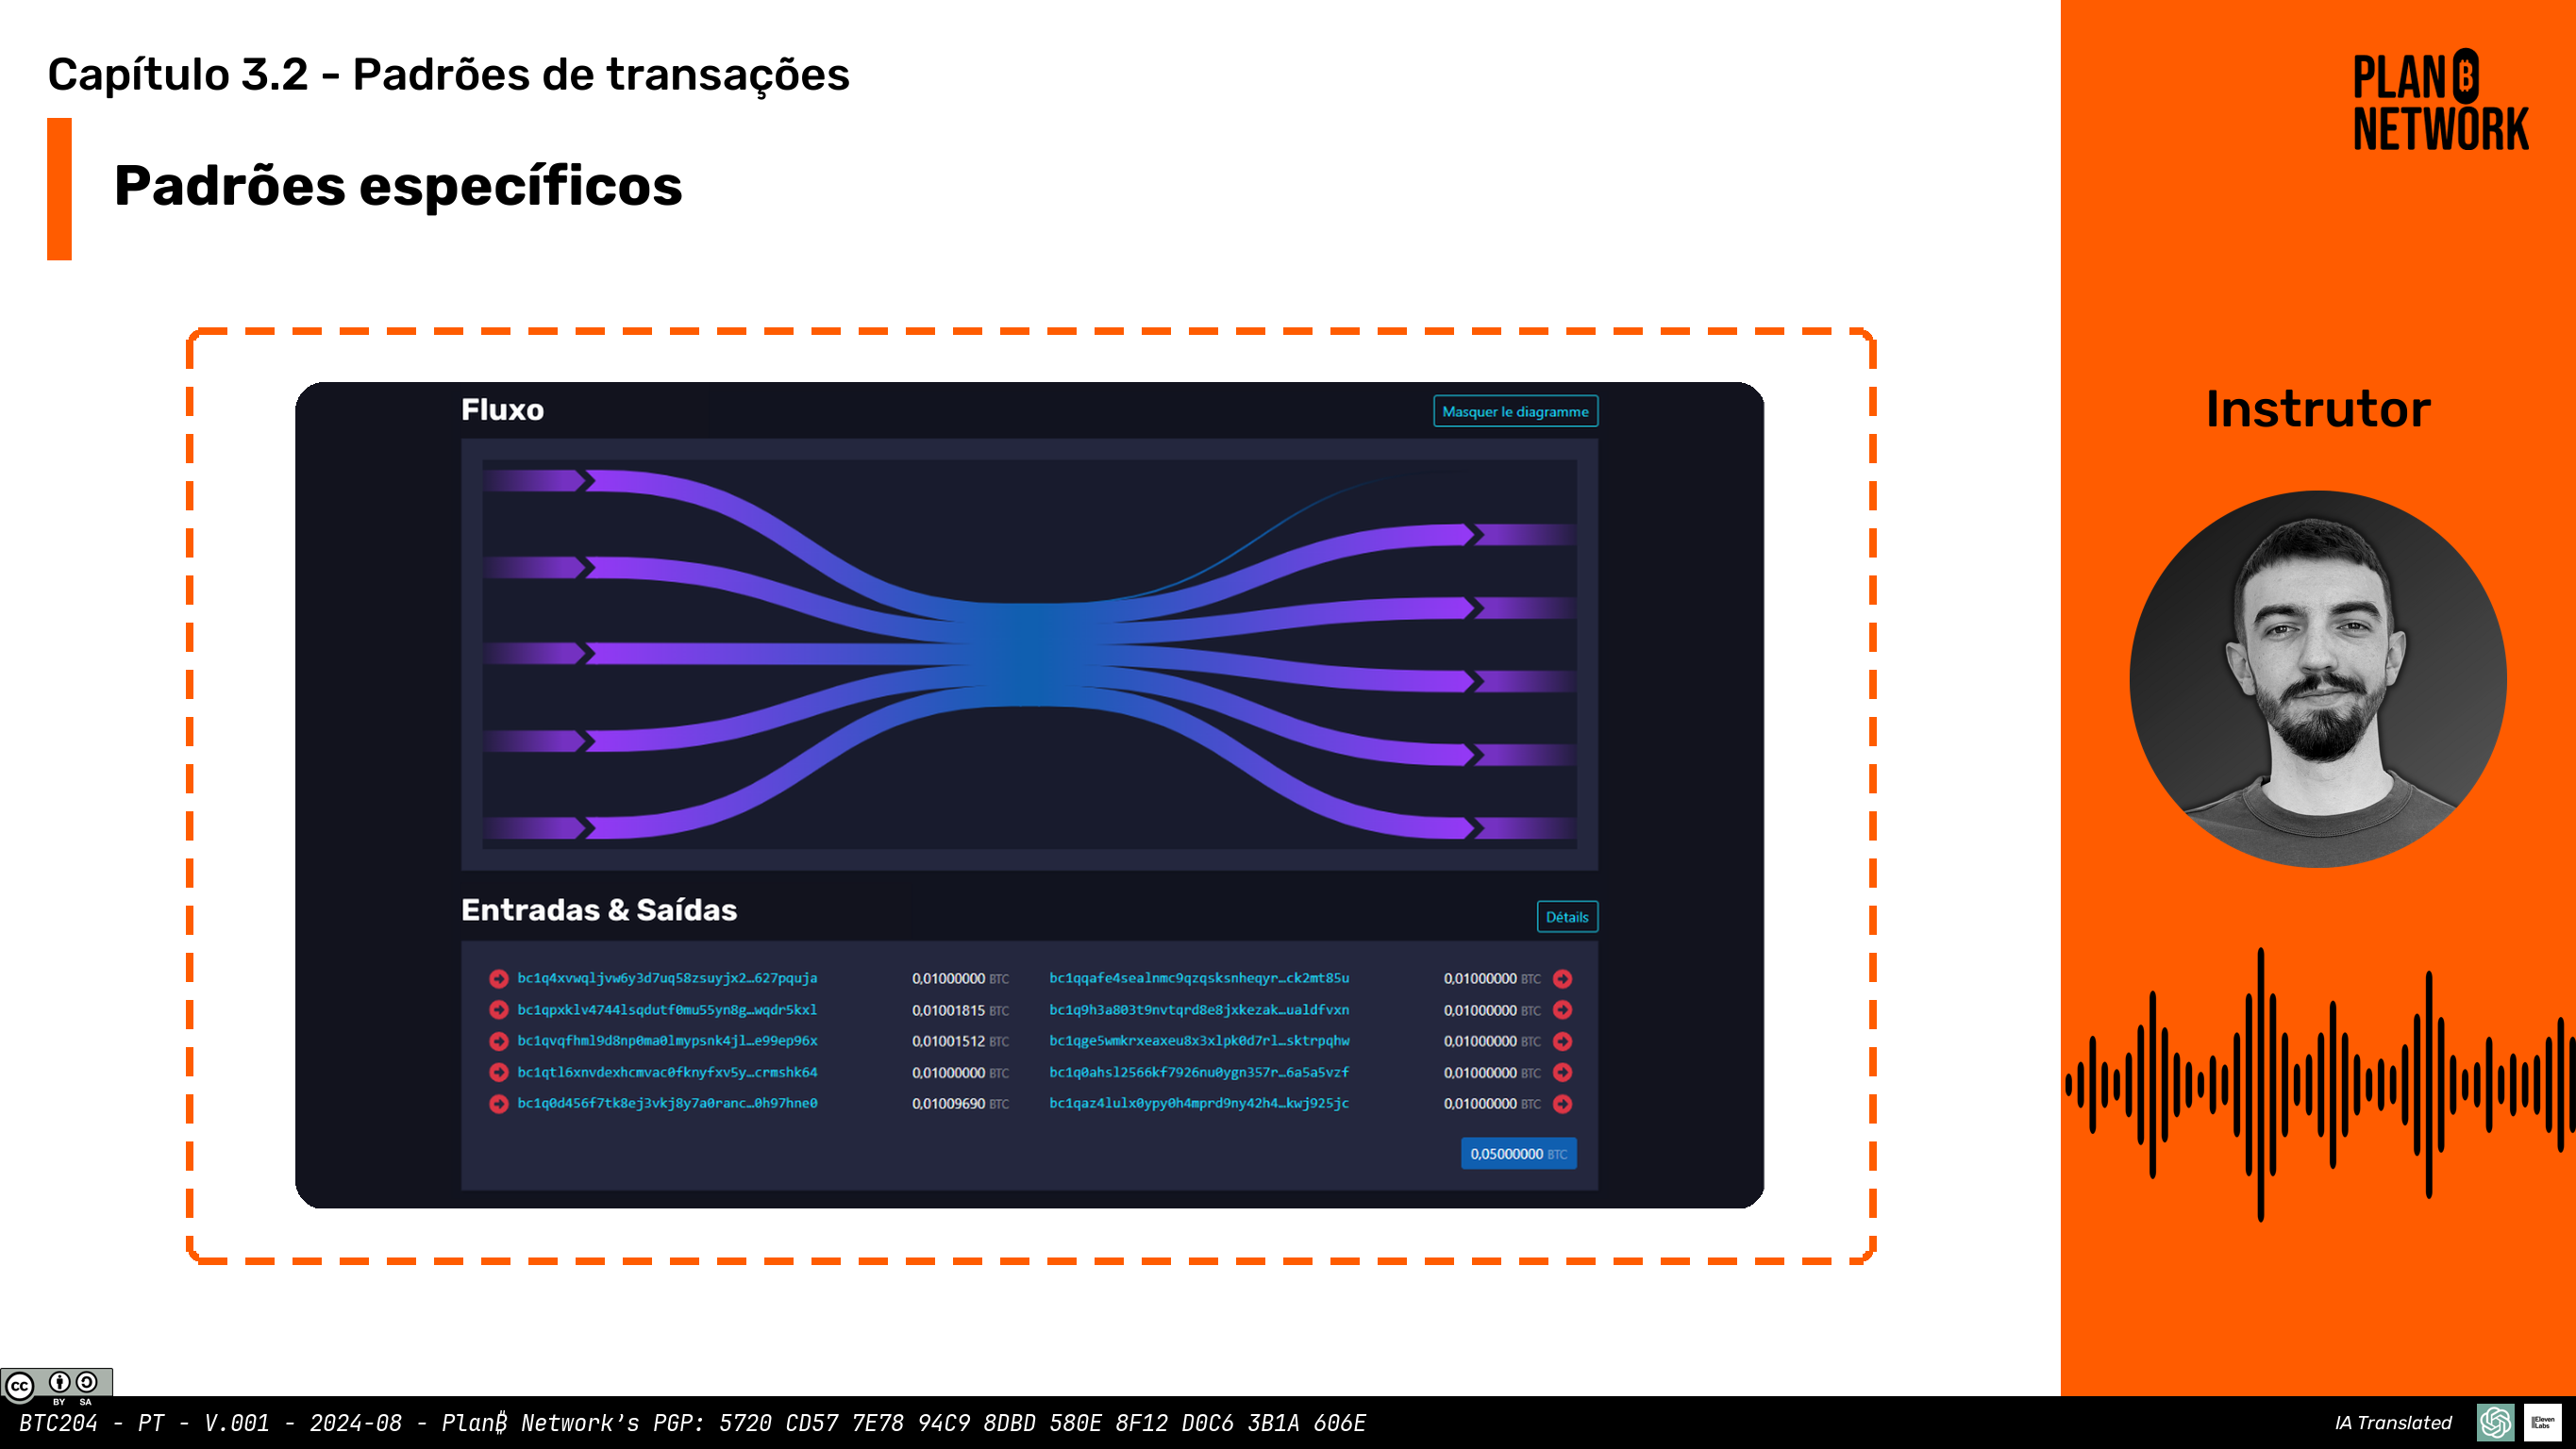 Capítulo 3.2 - Padrões de transações
Padrões específicos
PLAN B
NETWORK
Instrutor
Fluxo
Masquer le diagramme
Entradas & Saídas
Détails
bc1q4xvwqljvw6y3d7uq58zsuyjx2…627pquja 0,01000000 BTC bc1qqafe4sealnmc9qzqsksnheqyr…ck2mt85u 0,01000000 BTC
bc1qpxklv4744lsqdutf0mu55yn8g…wqdr5kxl 0,01001815 BTC bc1q9h3a803t9nvtqrd8e8jxkezak…ualdfvxn 0,01000000 BTC
bc1qvqfhml9d8np0ma0lmypsnk4jl…e99ep96x 0,01001512 BTC bc1qge5wmkrxeaxeu8x3xlpk0d7rl…sktrpqhw 0,01000000 BTC
bc1qtl6xnvdexhcmvac0fknyfxv5y…crmshk64 0,01000000 BTC bc1q0ahsl2566kf7926nu0ygn357r…6a5a5vzf 0,01000000 BTC
bc1q0d456f7tk8ej3vkj8y7a0ranc…0h97hne0 0,01009690 BTC bc1qaz4lulx0ypy0h4mprd9ny42h4…kwj925jc 0,01000000 BTC
0,05000000 BTC
cc BY SA
BTC204 - PT - V.001 - 2024-08 - Plan₿ Network's PGP: 5720 CD57 7E78 94C9 8DBD 580E 8F12 D0C6 3B1A 606E
IA Translated
ElevenLabs